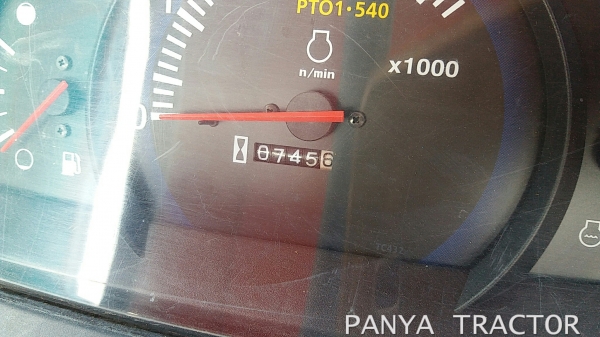 PTO1·540
n/min
x1000
0
07456
PANYA TRACTOR